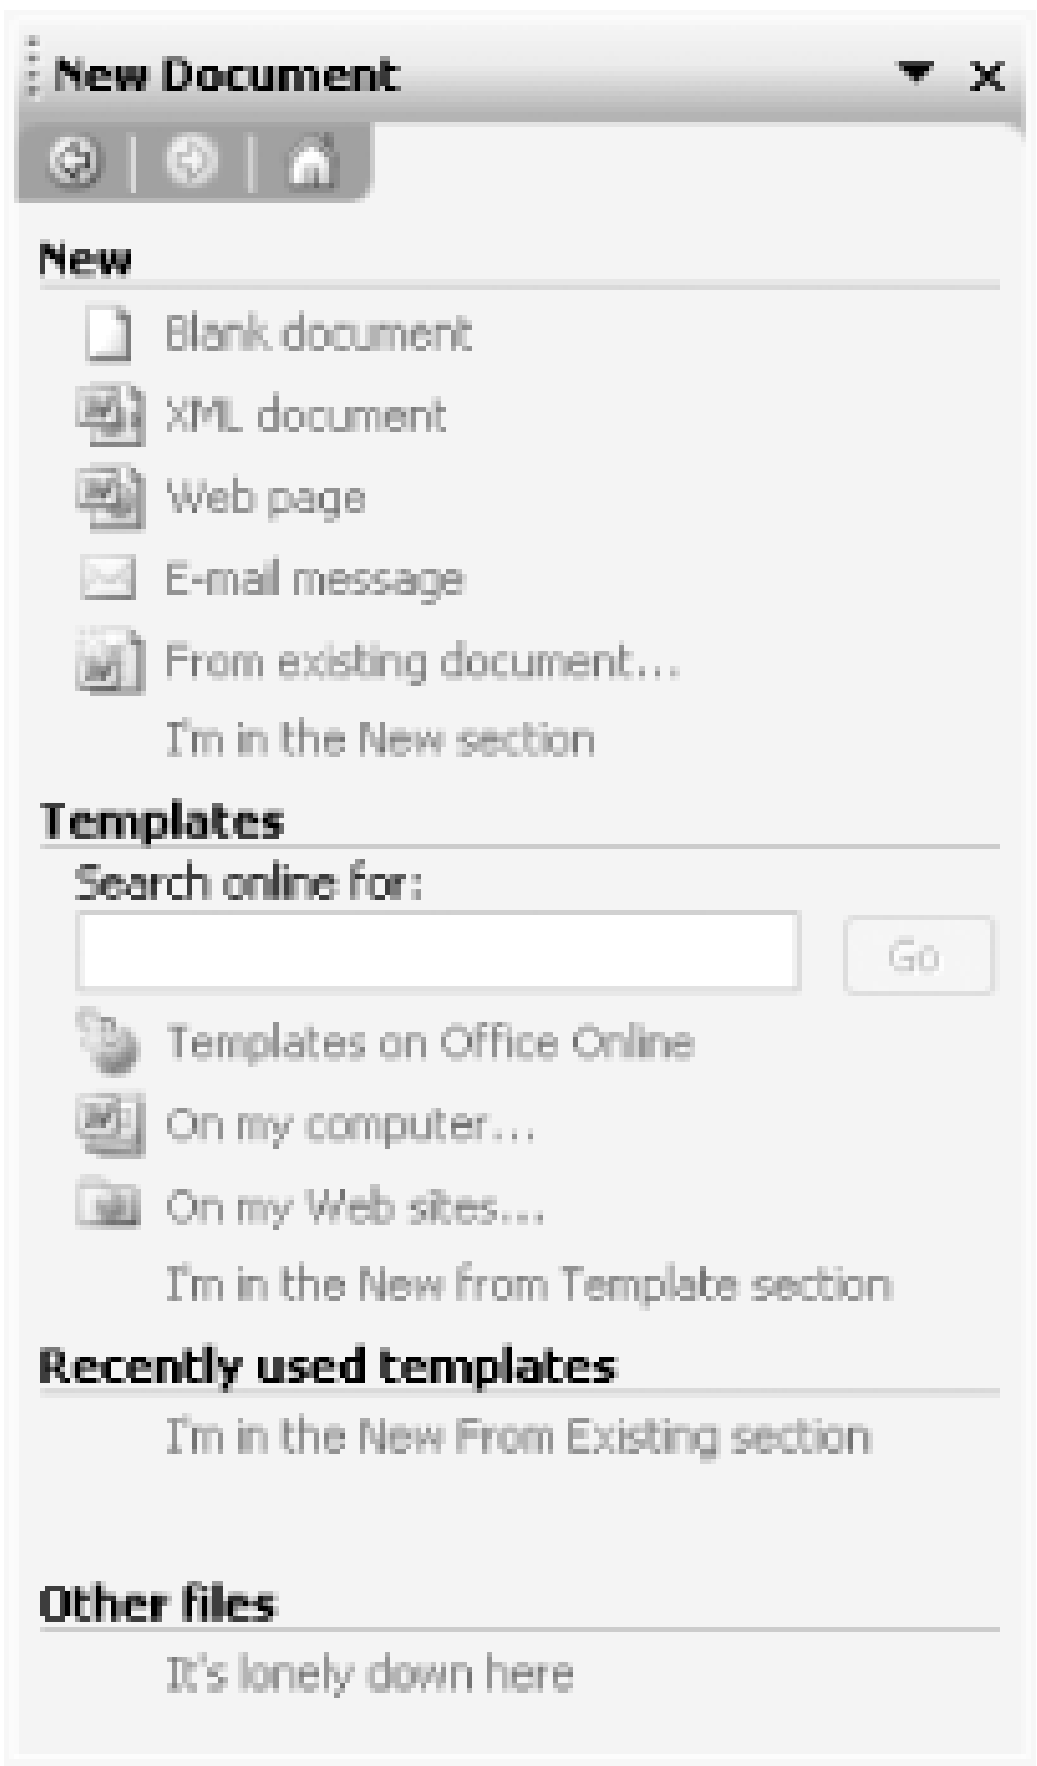 New Document
New
Blank document
XML document
Web page
E-mail message
From existing document...
I'm in the New section
Templates
Search online for:
Go
Templates on Office Online
On my computer...
On my Web sites...
I'm in the New from Template section
Recently used templates
I'm in the New From Existing section
Other files
It's lonely down here